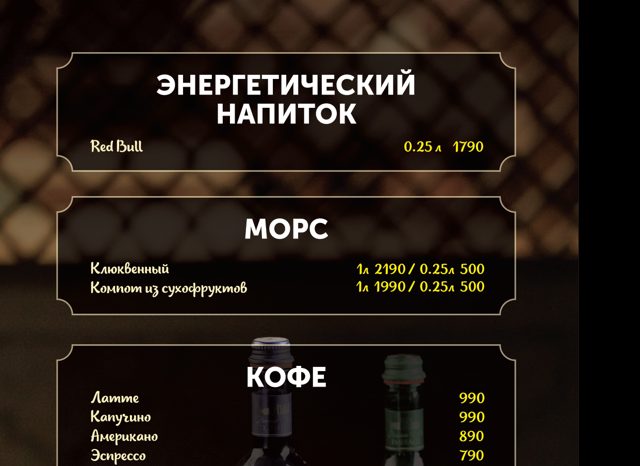 ЭНЕРГЕТИЧЕСКИЙ
НАПИТОК
Red Bull 0.25 л 1790
МОРС
Клюквенный 1л 2190 / 0.25л 500
Компот из сухофруктов 1л 1990 / 0.25л 500
КОФЕ
Латте 990
Капучино 990
Американо 890
Эспрессо 790